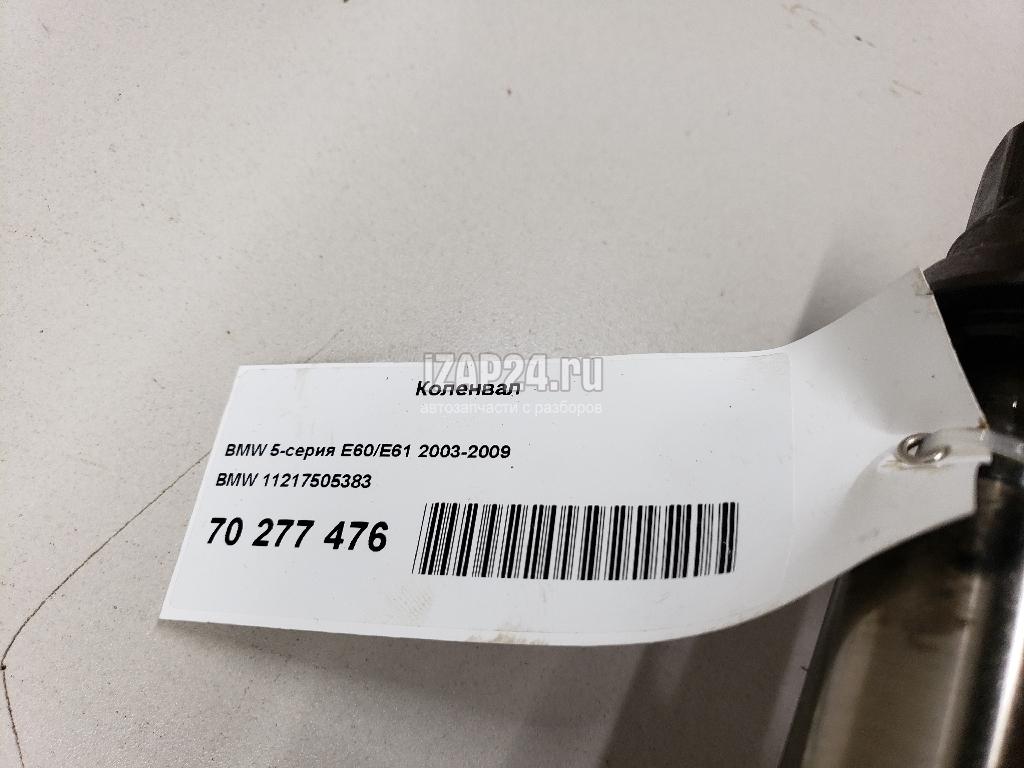 iZAP24.ru
Коленвал
автозапчасти с разборов
BMW 5-серия E60/E61 2003-2009
BMW 11217505383
70 277 476